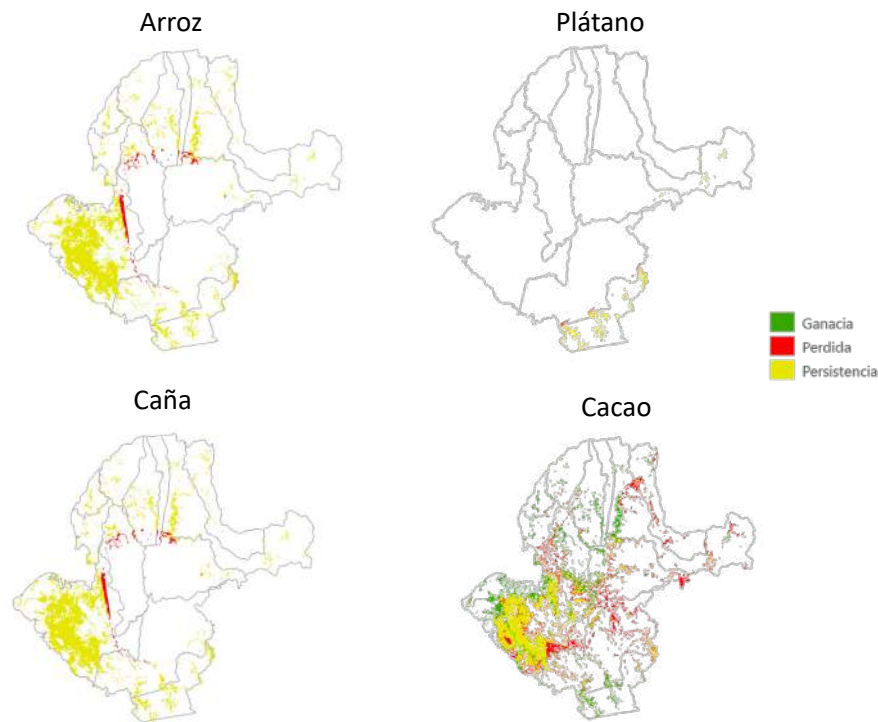 Arroz
Plátano
Ganacia
Perdida
Persistencia
Caña
Cacao